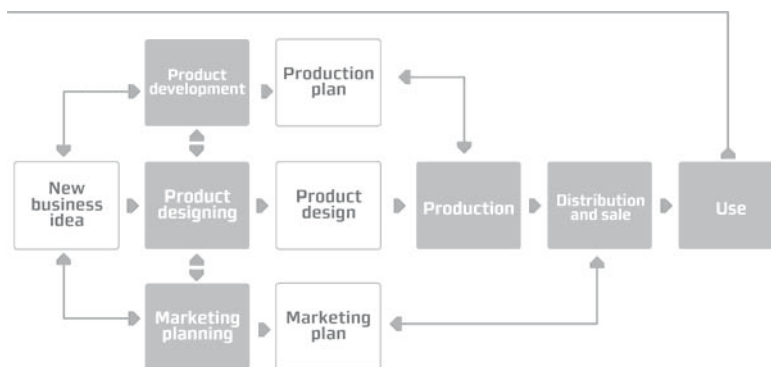 Product
development
Production
plan
New
business
idea
Product
designing
Product
design
Production
Distribution
and sale
Use
Marketing
planning
Marketing
plan